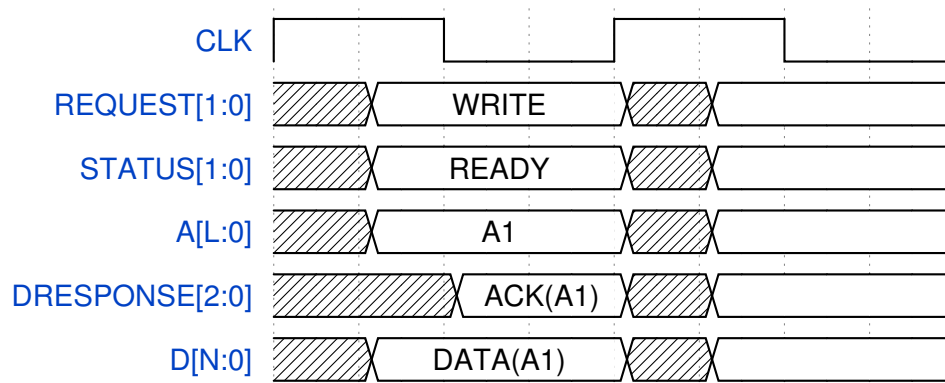 CLK
REQUEST[1:0] WRITE
STATUS[1:0] READY
A[L:0] A1
DRESPONSE[2:0] ACK(A1)
D[N:0] DATA(A1)